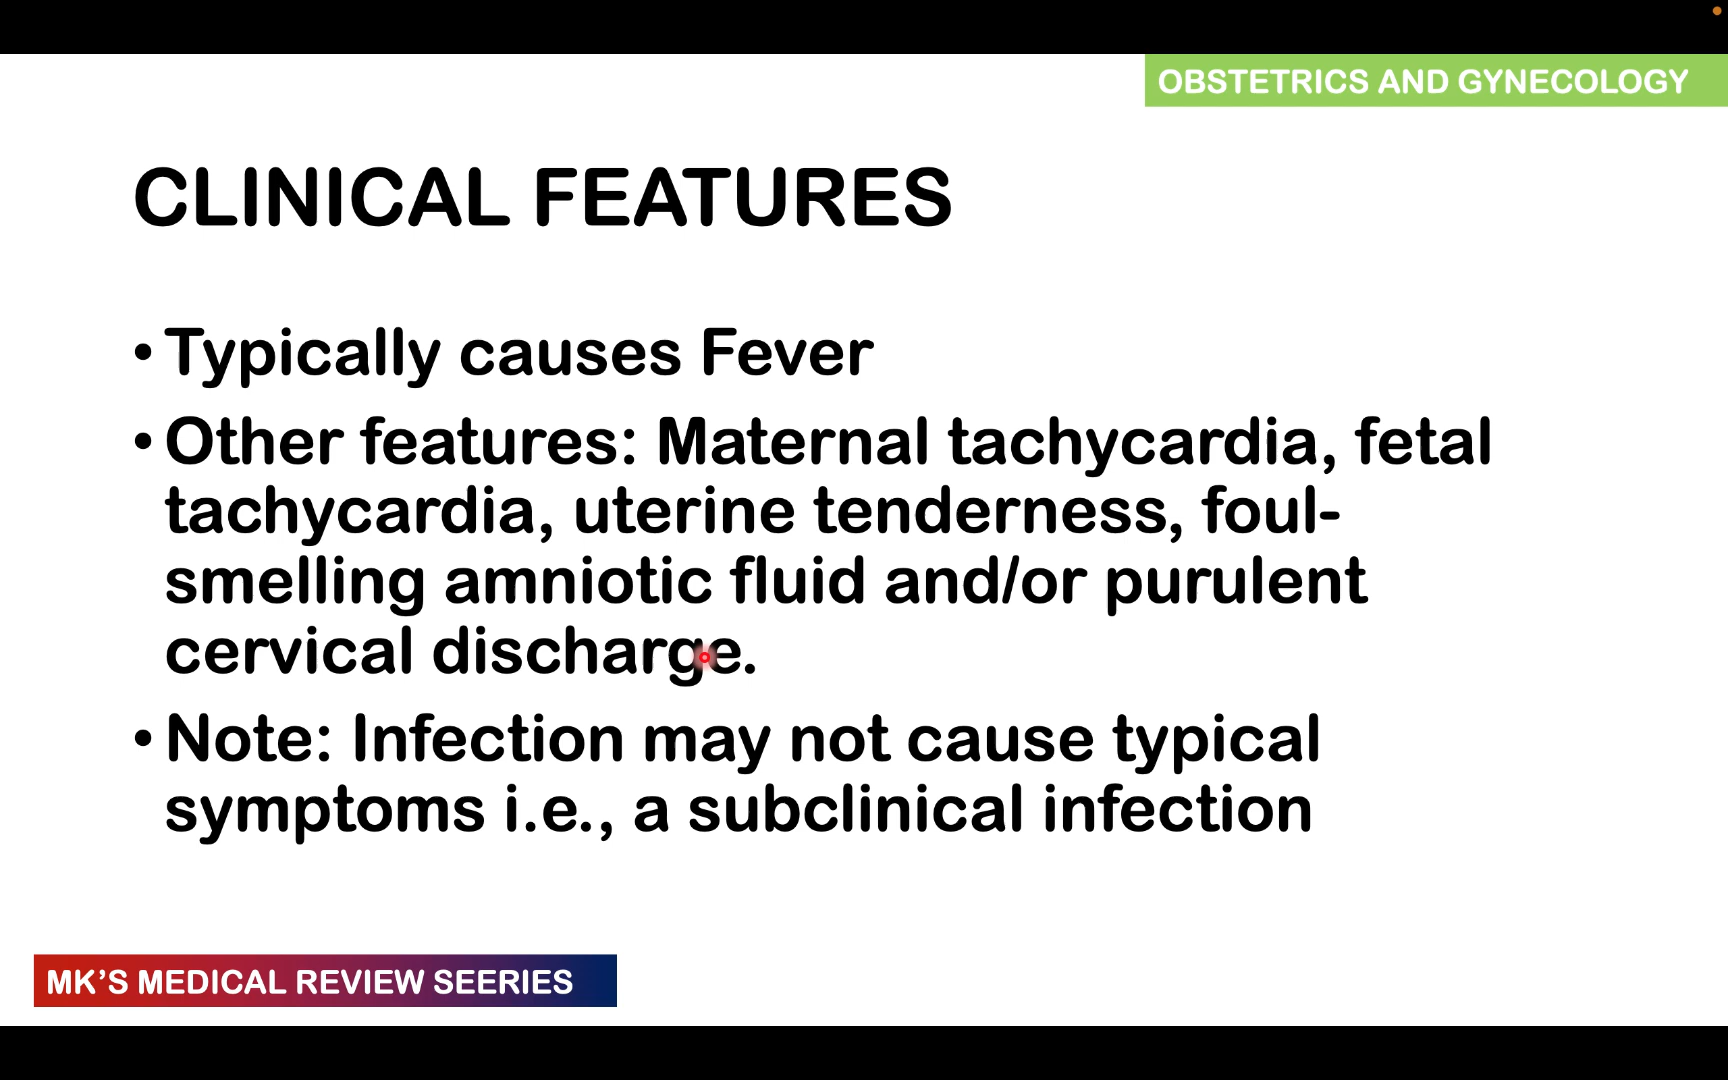 OBSTETRICS AND GYNECOLOGY
CLINICAL FEATURES
• Typically causes Fever
• Other features: Maternal tachycardia, fetal
tachycardia, uterine tenderness, foul-
smelling amniotic fluid and/or purulent
cervical discharge.
• Note: Infection may not cause typical
symptoms i.e., a subclinical infection
MK’S MEDICAL REVIEW SEERIES